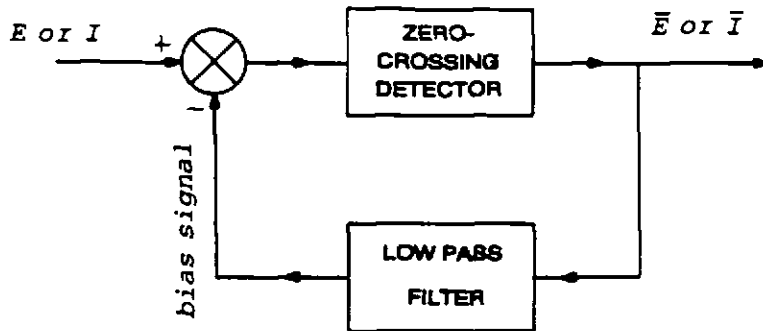 E or I
+
ZERO-
CROSSING
DETECTOR
Ē or Ī
−
bias signal
LOW PASS
FILTER